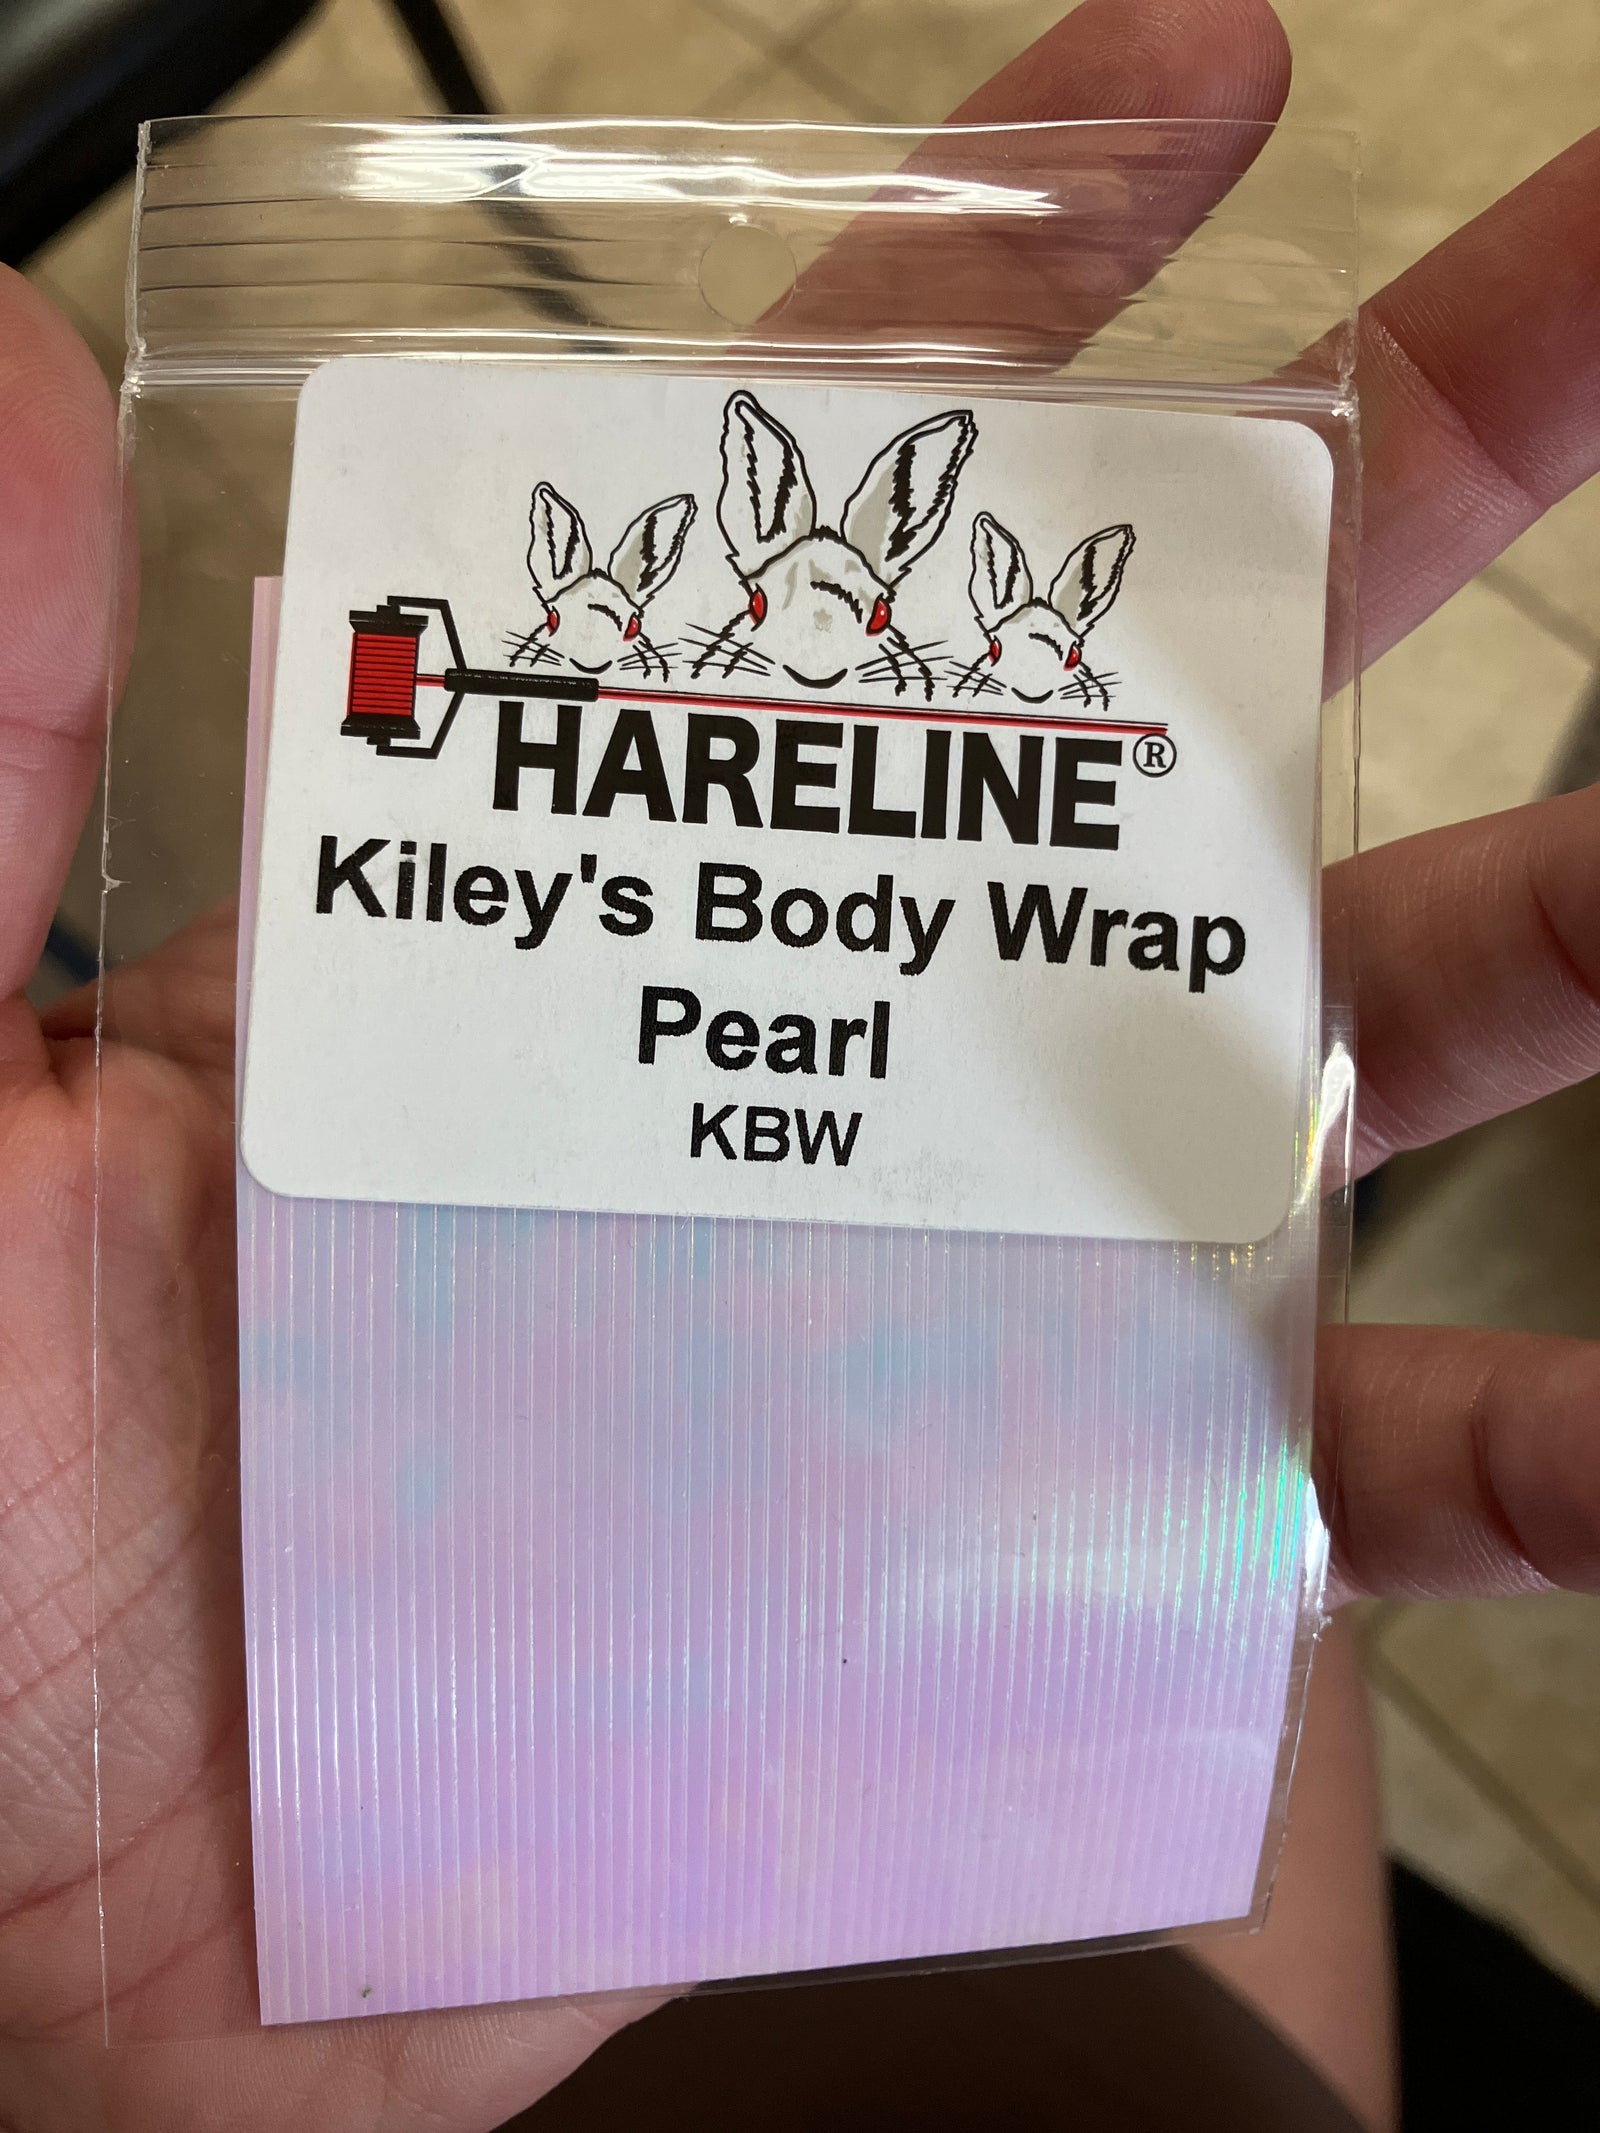 HARELINE®
Kiley's Body Wrap
Pearl
KBW